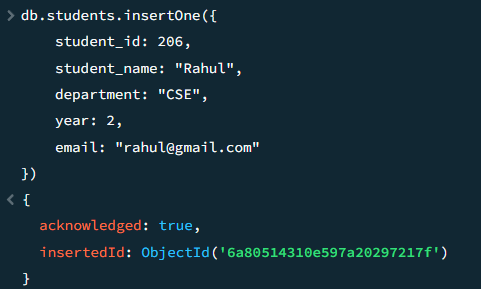 db.students.insertOne({
    student_id: 206,
    student_name: "Rahul",
    department: "CSE",
    year: 2,
    email: "rahul@gmail.com"
})
{
  acknowledged: true,
  insertedId: ObjectId('6a80514310e597a20297217f')
}